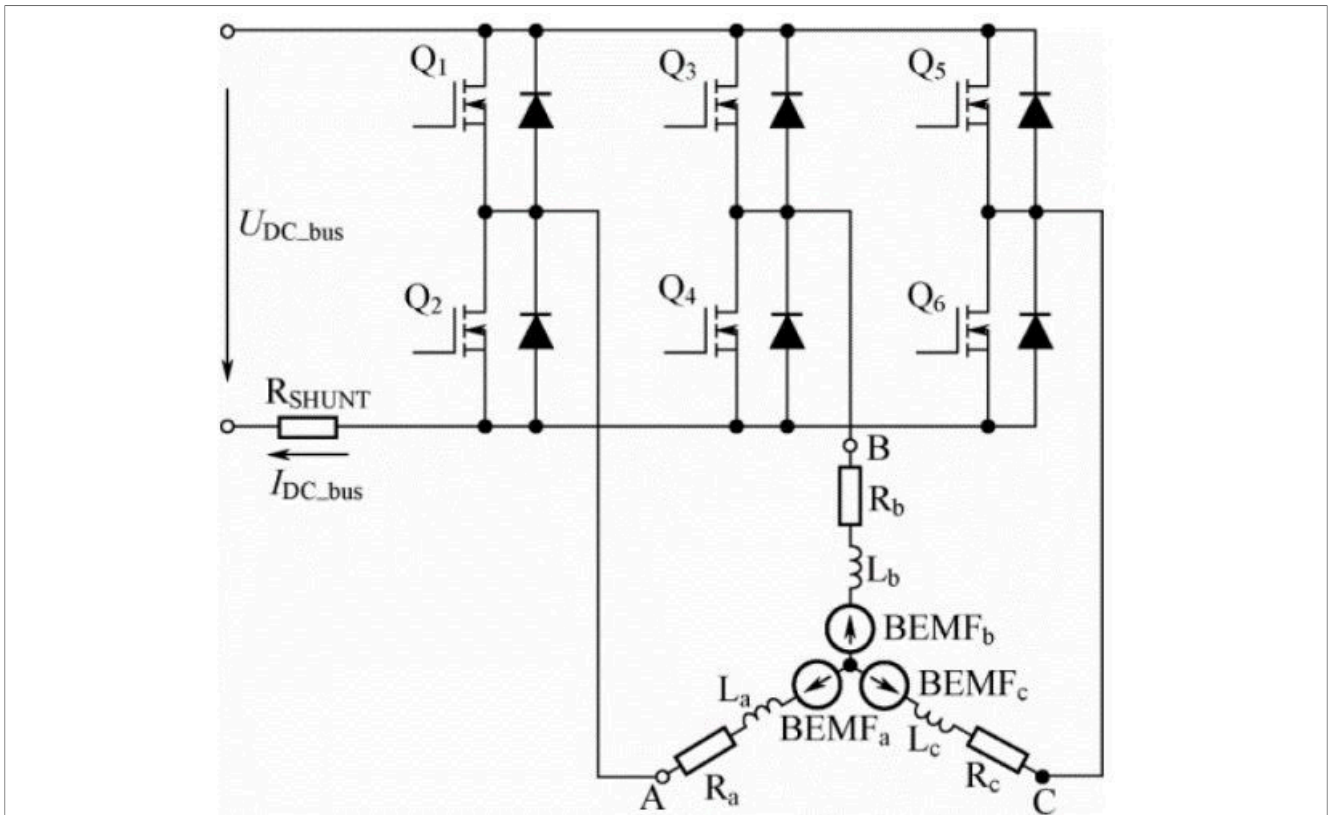 Q1
Q3
Q5
UDC_bus
Q2
Q4
Q6
RSHUNT
IDC_bus
B
Rb
Lb
BEMFb
BEMFc
La
BEMFa
Lc
Ra
Rc
A
C